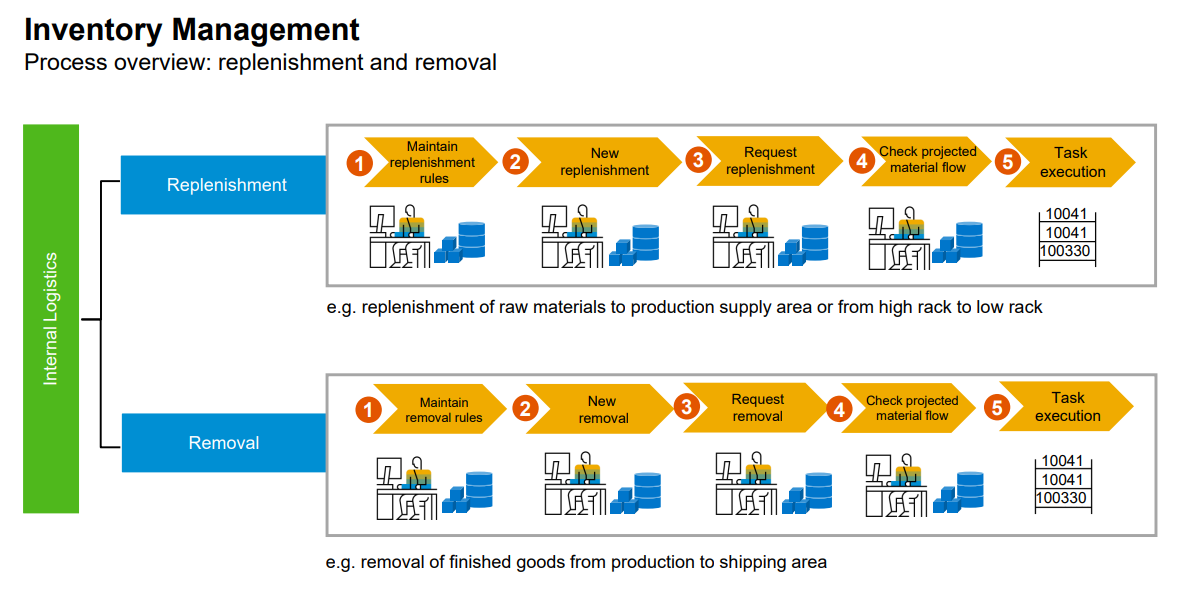 Inventory Management
Process overview: replenishment and removal
Internal Logistics
Replenishment
1
Maintain
replenishment
rules
2
New
replenishment
3
Request
replenishment
4
Check projected
material flow
5
Task
execution
10041
10041
100330
e.g. replenishment of raw materials to production supply area or from high rack to low rack
Removal
1
Maintain
removal rules
2
New
removal
3
Request
removal
4
Check projected
material flow
5
Task
execution
10041
10041
100330
e.g. removal of finished goods from production to shipping area